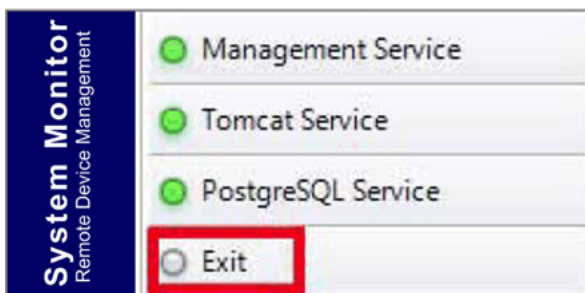 System Monitor
Remote Device Management
Management Service
Tomcat Service
PostgreSQL Service
Exit